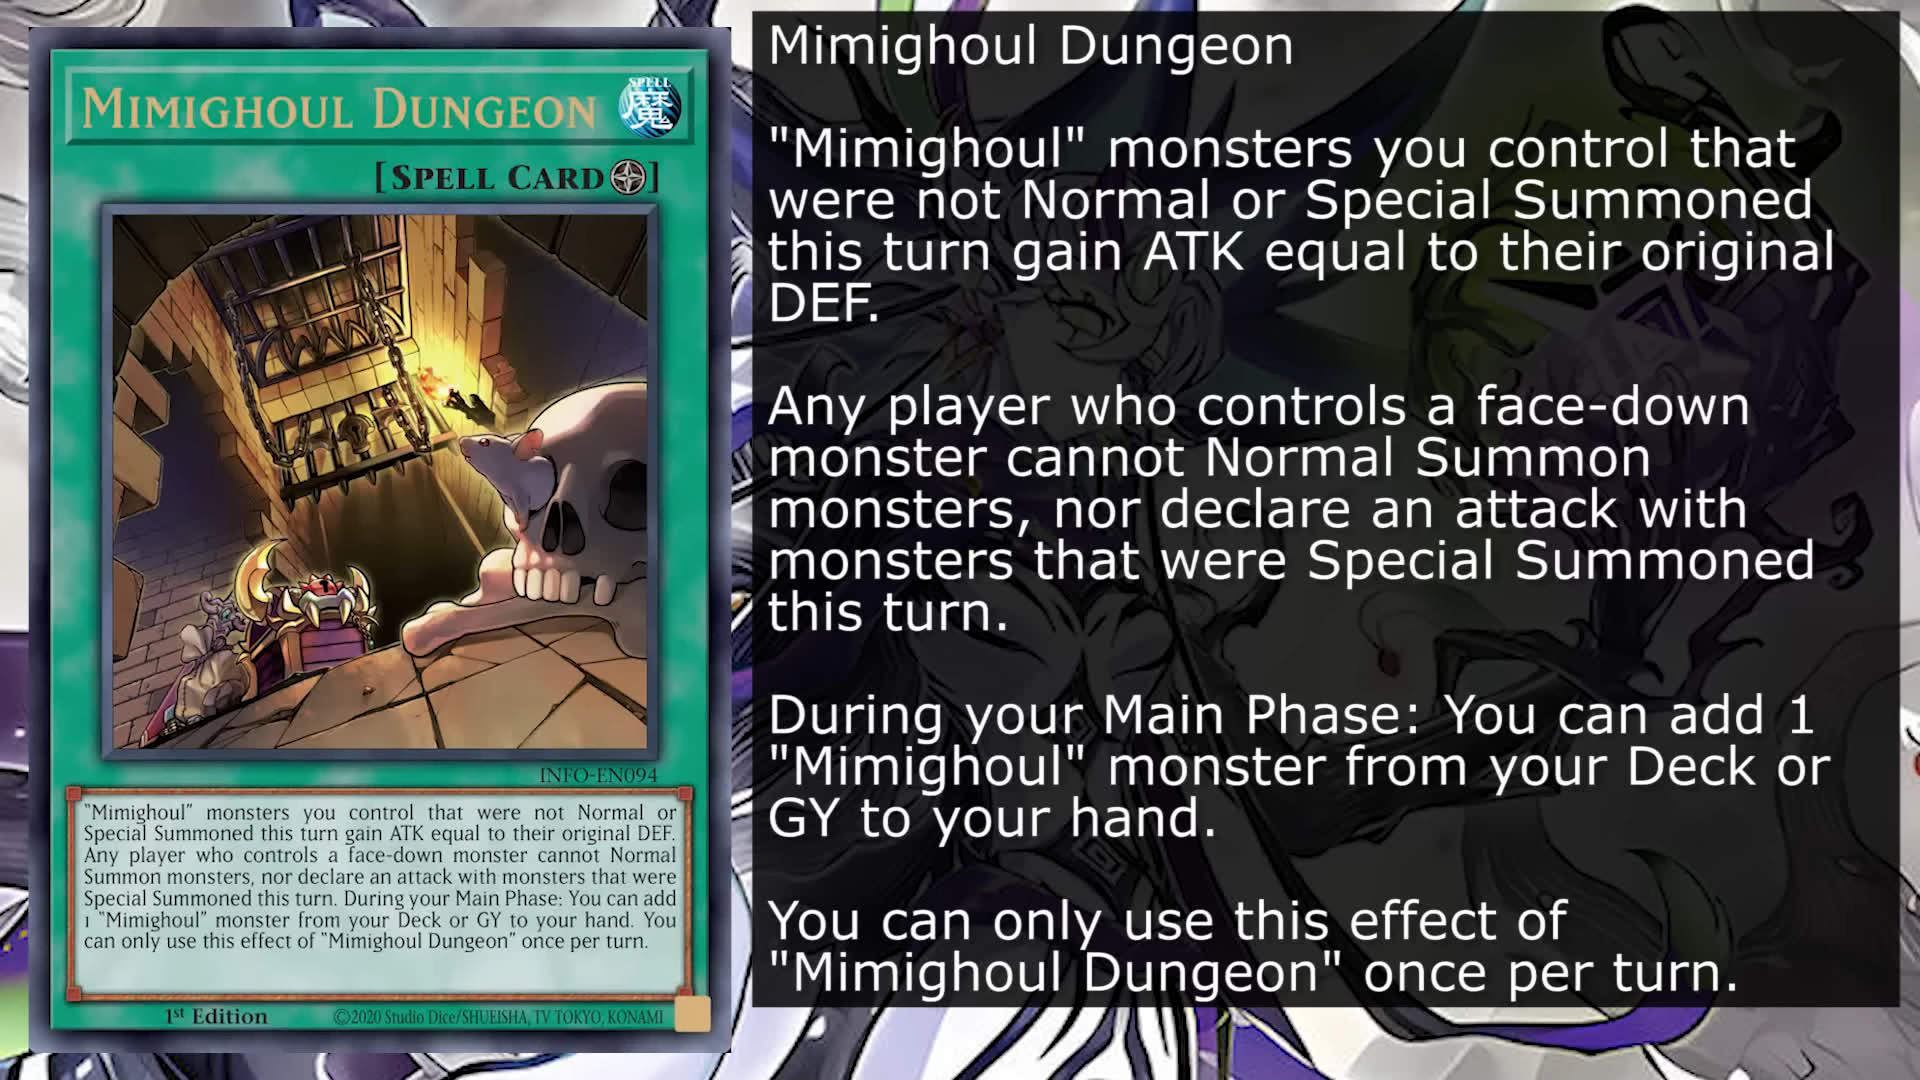 MIMIGHOUL DUNGEON
SPELL
魔
[SPELL CARD]
INFO-EN094
"Mimighoul" monsters you control that were not Normal or
Special Summoned this turn gain ATK equal to their original DEF.
Any player who controls a face-down monster cannot Normal
Summon monsters, nor declare an attack with monsters that were
Special Summoned this turn. During your Main Phase: You can add
1 "Mimighoul" monster from your Deck or GY to your hand. You
can only use this effect of "Mimighoul Dungeon" once per turn.
1st Edition
©2020 Studio Dice/SHUEISHA, TV TOKYO, KONAMI
Mimighoul Dungeon
"Mimighoul" monsters you control that
were not Normal or Special Summoned
this turn gain ATK equal to their original
DEF.
Any player who controls a face-down
monster cannot Normal Summon
monsters, nor declare an attack with
monsters that were Special Summoned
this turn.
During your Main Phase: You can add 1
"Mimighoul" monster from your Deck or
GY to your hand.
You can only use this effect of
"Mimighoul Dungeon" once per turn.